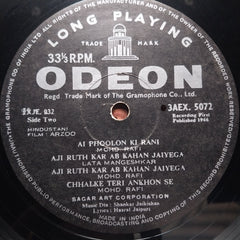 LONG PLAYING
TRADE MARK
33⅓ R.P.M.
ODEON
Regd. Trade Mark of The Gramophone Co., Ltd.
3AEX. 5072
Side Two
Recording First
Published 1966
HINDUSTANI
FILM : ARZOO
AI PHOOLON KI RANI
MOHD RAFI
AJI RUTH KAR AB KAHAN JAIYEGA
LATA MANGESHKAR
AJI RUTH KAR AB KAHAN JAIYEGA
MOHD. RAFI
CHHALKE TERI ANKHON SE
MOHD. RAFI
SAGAR ART CORPORATION
Music Dir : Shankar Jaikishan
Lyrics : Hasrat Jaipuri
MADE IN INDIA